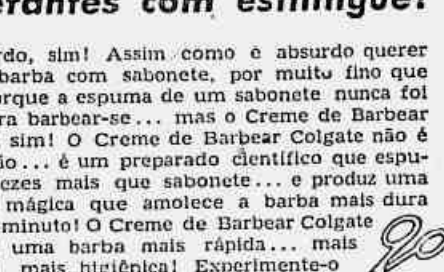 com estilingue!
rdo, sim! Assim como é absurdo querer
barba com sabonete, por muito fino que
orque a espuma de um sabonete nunca foi
ra barbear-se... mas o Creme de Barbear
sim! O Creme de Barbear Colgate não é
ão... é um preparado científico que espu-
ezes mais que sabonete... e produz uma
mágica que amolece a barba mais dura
minuto! O Creme de Barbear Colgate
uma barba mais rápida... mais
mais higiênica! Experimente-o